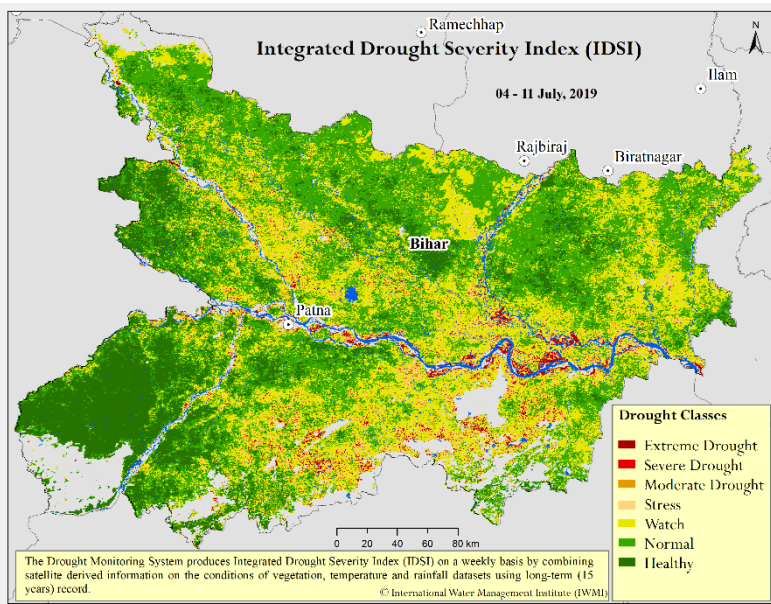 Ramechhap
Integrated Drought Severity Index (IDSI)
N
Ilam
04 - 11 July, 2019
Rajbiraj
Biratnagar
Bihar
Patna
Drought Classes
Extreme Drought
Severe Drought
Moderate Drought
Stress
Watch
Normal
Healthy
0 20 40 60 80 km
The Drought Monitoring System produces Integrated Drought Severity Index (IDSI) on a weekly basis by combining
satellite derived information on the conditions of vegetation, temperature and rainfall datasets using long-term (15
years) record.
© International Water Management Institute (IWMI)